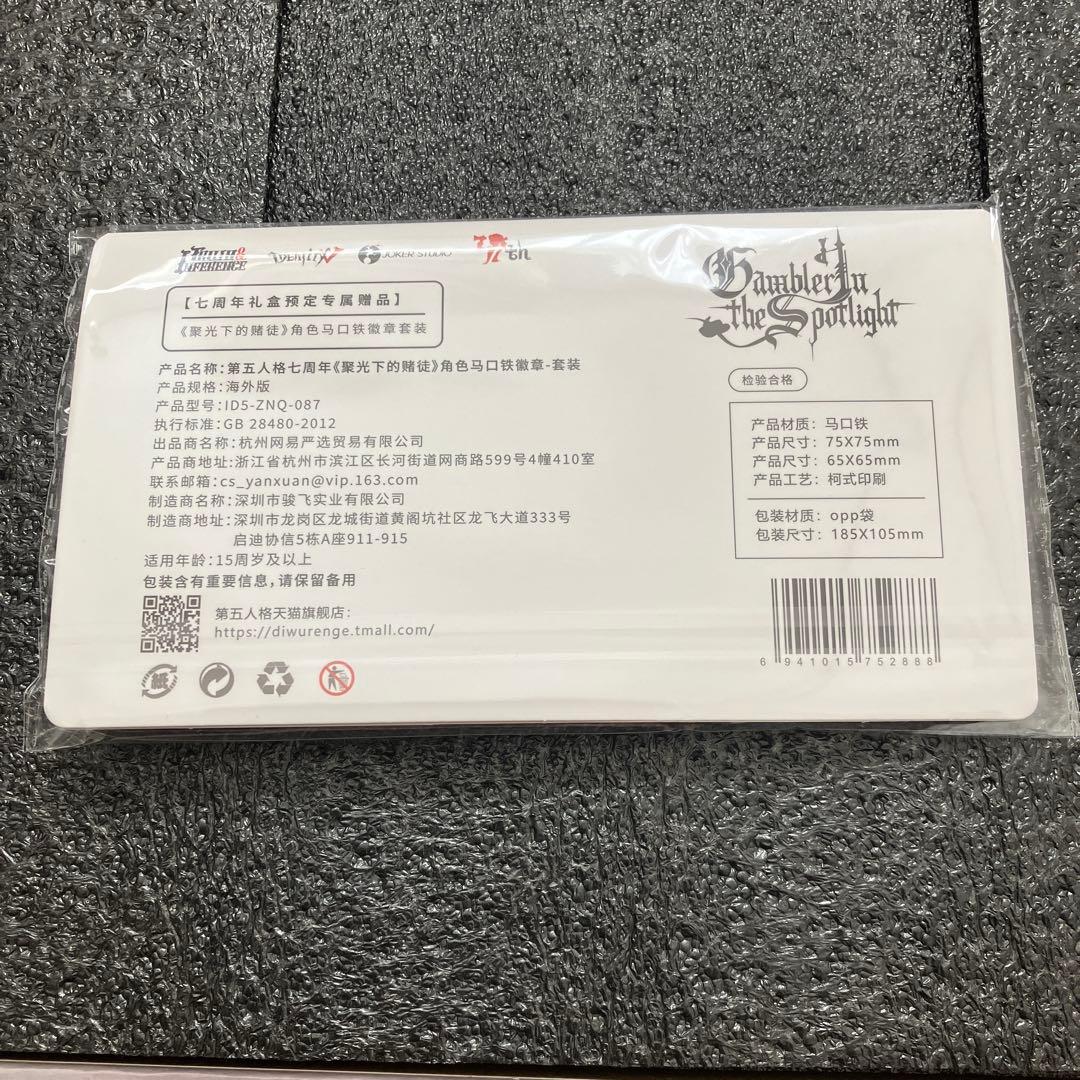 TRUTH & INFERENCE
IdentityV
JOKER STUDIO
7th
Gambler In
the Spotlight
【七周年礼盒预定专属赠品】
《聚光下的赌徒》角色马口铁徽章套装
产品名称:第五人格七周年《聚光下的赌徒》角色马口铁徽章-套装
产品规格:海外版
产品型号:ID5-ZNQ-087
执行标准:GB 28480-2012
出品商名称:杭州网易严选贸易有限公司
产品商地址:浙江省杭州市滨江区长河街道网商路599号4幢410室
联系邮箱:cs_yanxuan@vip.163.com
制造商名称:深圳市骏飞实业有限公司
制造商地址:深圳市龙岗区龙城街道黄阁坑社区龙飞大道333号
启迪协信5栋A座911-915
适用年龄:15周岁及以上
包装含有重要信息,请保留备用
第五人格天猫旗舰店:
https://diwurenge.tmall.com/
紙
检验合格
产品材质:马口铁
产品尺寸:75X75mm
产品尺寸:65X65mm
产品工艺:柯式印刷
包装材质:opp袋
包装尺寸:185X105mm
6 941015 752888